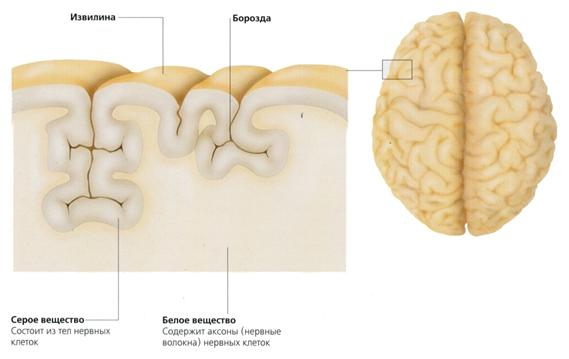 Извилина
Борозда
Серое вещество
Состоит из тел нервных
клеток
Белое вещество
Содержит аксоны (нервные
волокна) нервных клеток